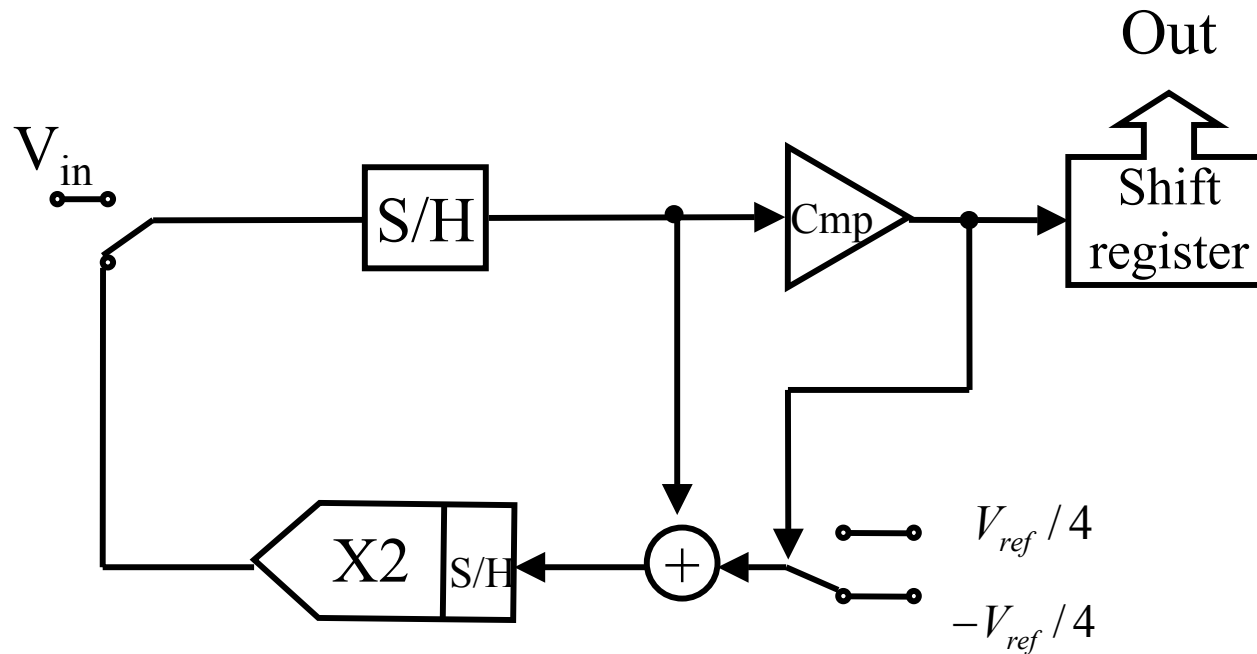 Out
V_in
S/H
Cmp
Shift
register
X2
S/H
+
V_ref / 4
−V_ref / 4